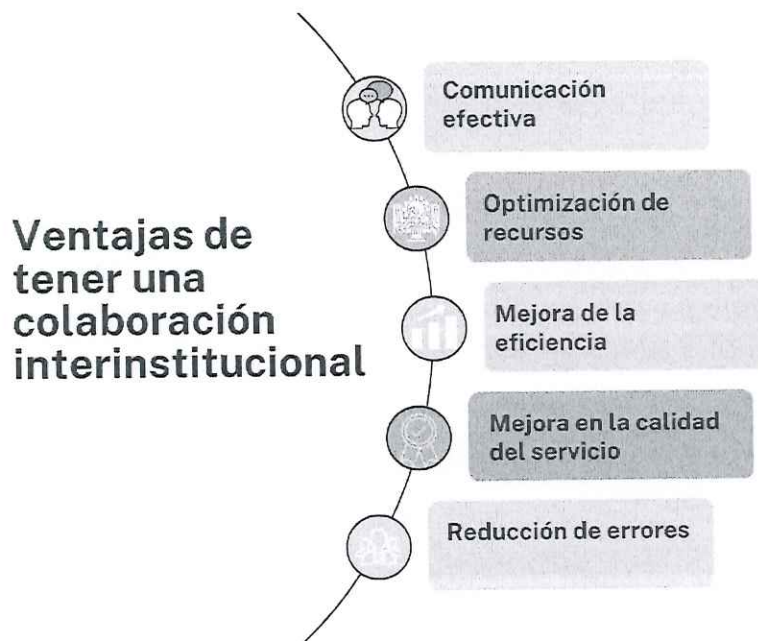 Ventajas de
tener una
colaboración
interinstitucional
Comunicación
efectiva
Optimización de
recursos
Mejora de la
eficiencia
Mejora en la calidad
del servicio
Reducción de errores